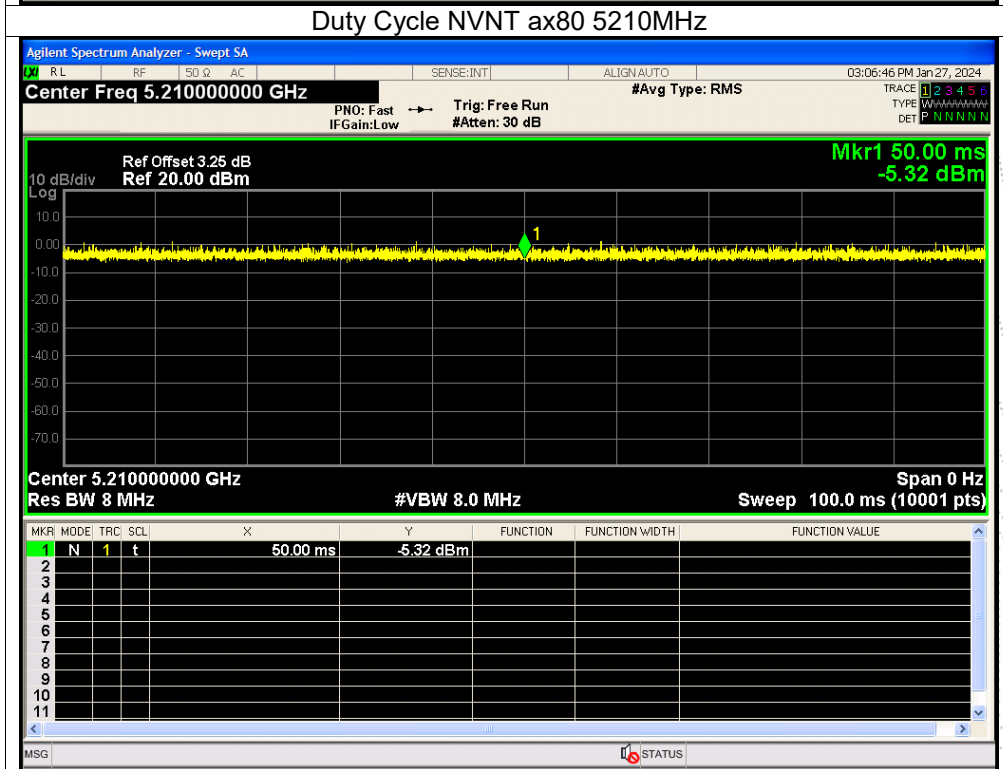 Duty Cycle NVNT ax80 5210MHz
Agilent Spectrum Analyzer - Swept SA
LXI RL RF 50 Ω AC SENSE:INT ALIGNAUTO 03:06:46 PM Jan 27, 2024
Center Freq 5.210000000 GHz #Avg Type: RMS TRACE 1 2 3 4 5 6
PNO: Fast Trig: Free Run TYPE WWWWWW
IFGain:Low #Atten: 30 dB DET P N N N N N
Mkr1 50.00 ms
Ref Offset 3.25 dB
10 dB/div Ref 20.00 dBm -5.32 dBm
Log
10.0
1
0.00
-10.0
-20.0
-30.0
-40.0
-50.0
-60.0
-70.0
Center 5.210000000 GHz Span 0 Hz
Res BW 8 MHz #VBW 8.0 MHz Sweep 100.0 ms (10001 pts)
MKR MODE TRC SCL X Y FUNCTION FUNCTION WIDTH FUNCTION VALUE
1 N 1 t 50.00 ms -5.32 dBm
2
3
4
5
6
7
8
9
10
11
MSG STATUS